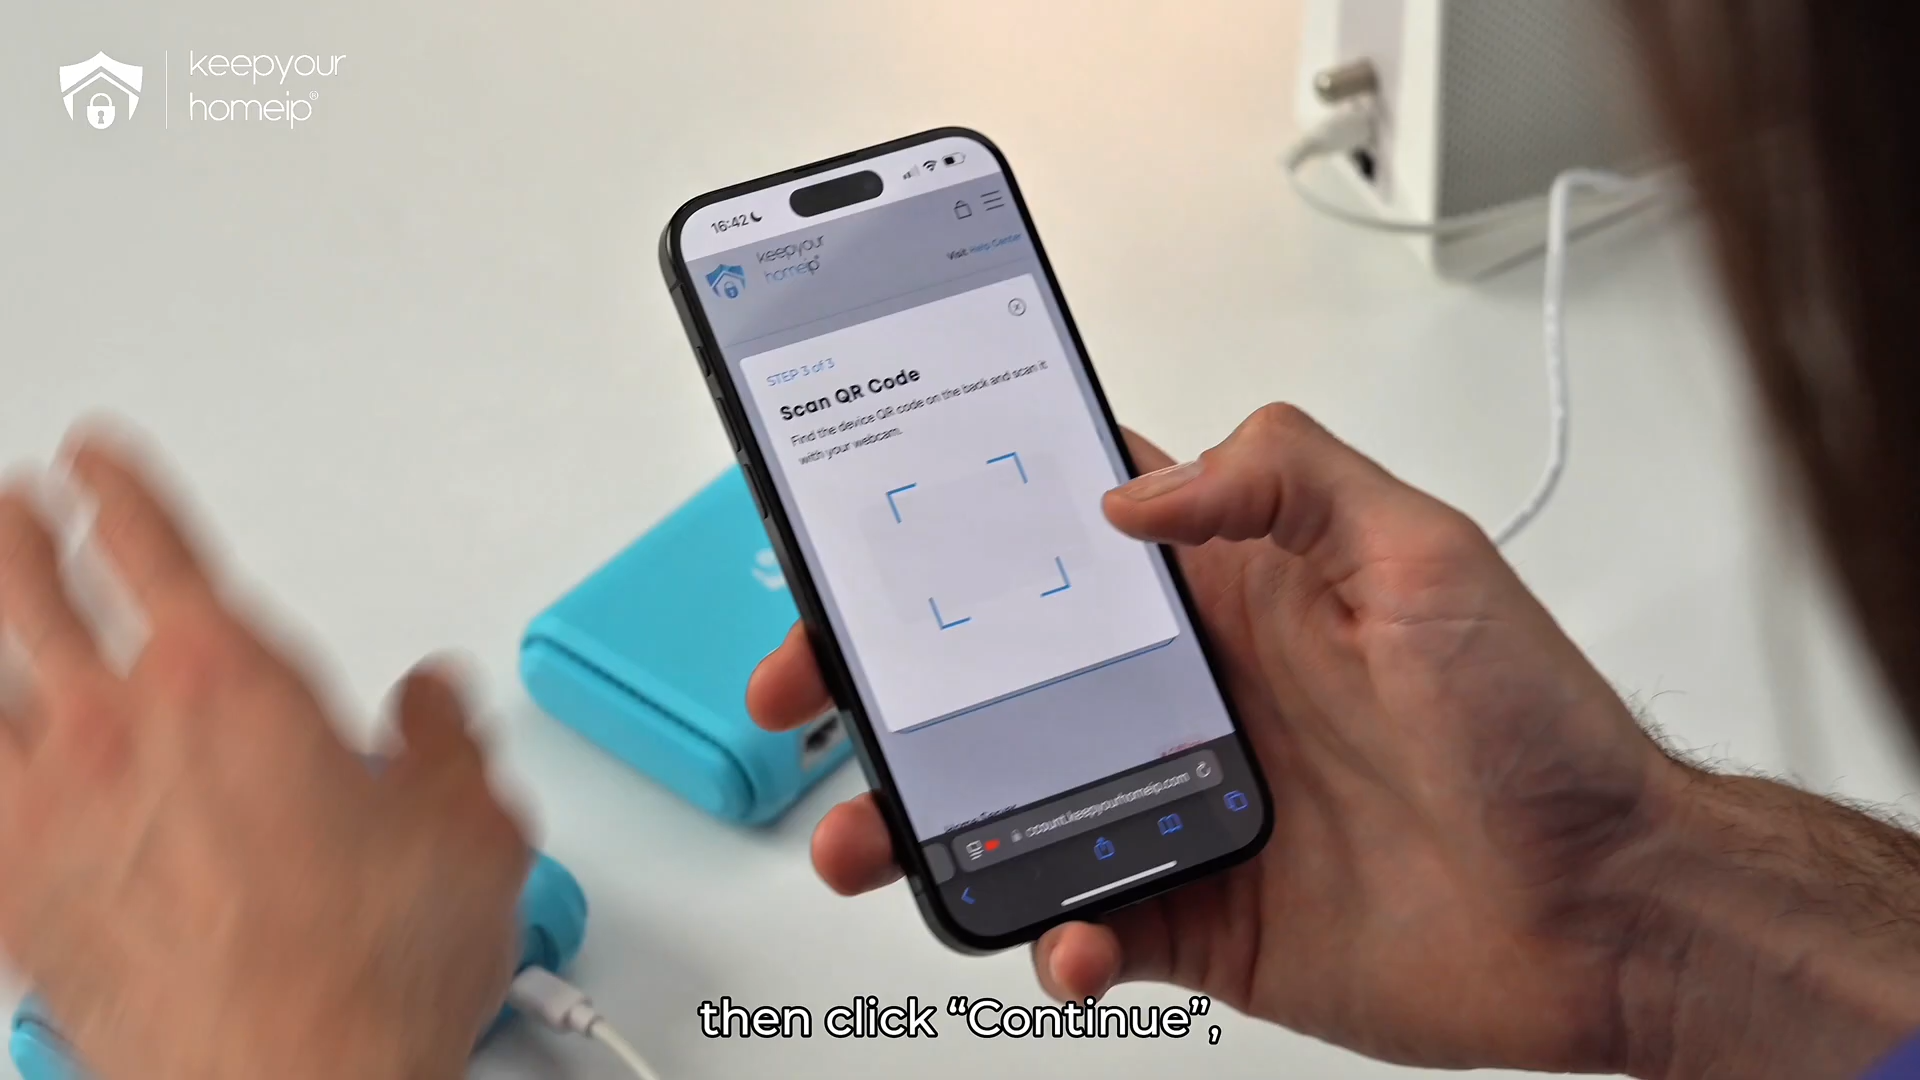 keepyour
homeip®
16:42
keepyour
homeip®
Visit Help Center
STEP 3 of 3
Scan QR Code
Find the device QR code on the back and scan it
with your webcam.
ccount.keepyourhomeip.com
then click “Continue”,